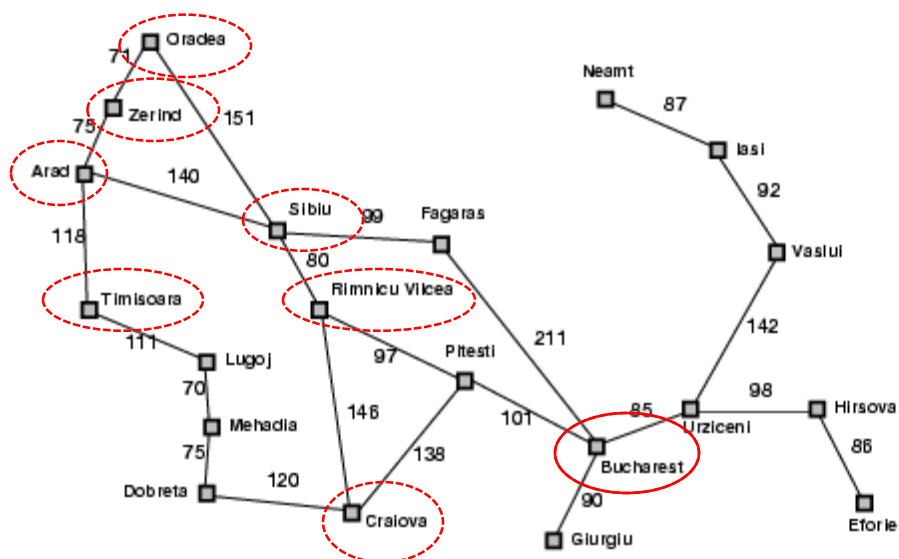 Oradea
71
Neamt
87
Zerind
151
75
Iasi
Arad
140
92
Sibiu
99
Fagaras
118
80
Vaslui
Timisoara
Rimnicu Vilcea
111
211
142
Lugoj
97
Pitesti
70
98
Hirsova
146
101
85
Urziceni
Mehadia
75
138
86
Bucharest
Dobreta
120
90
Craiova
Eforie
Giurgiu